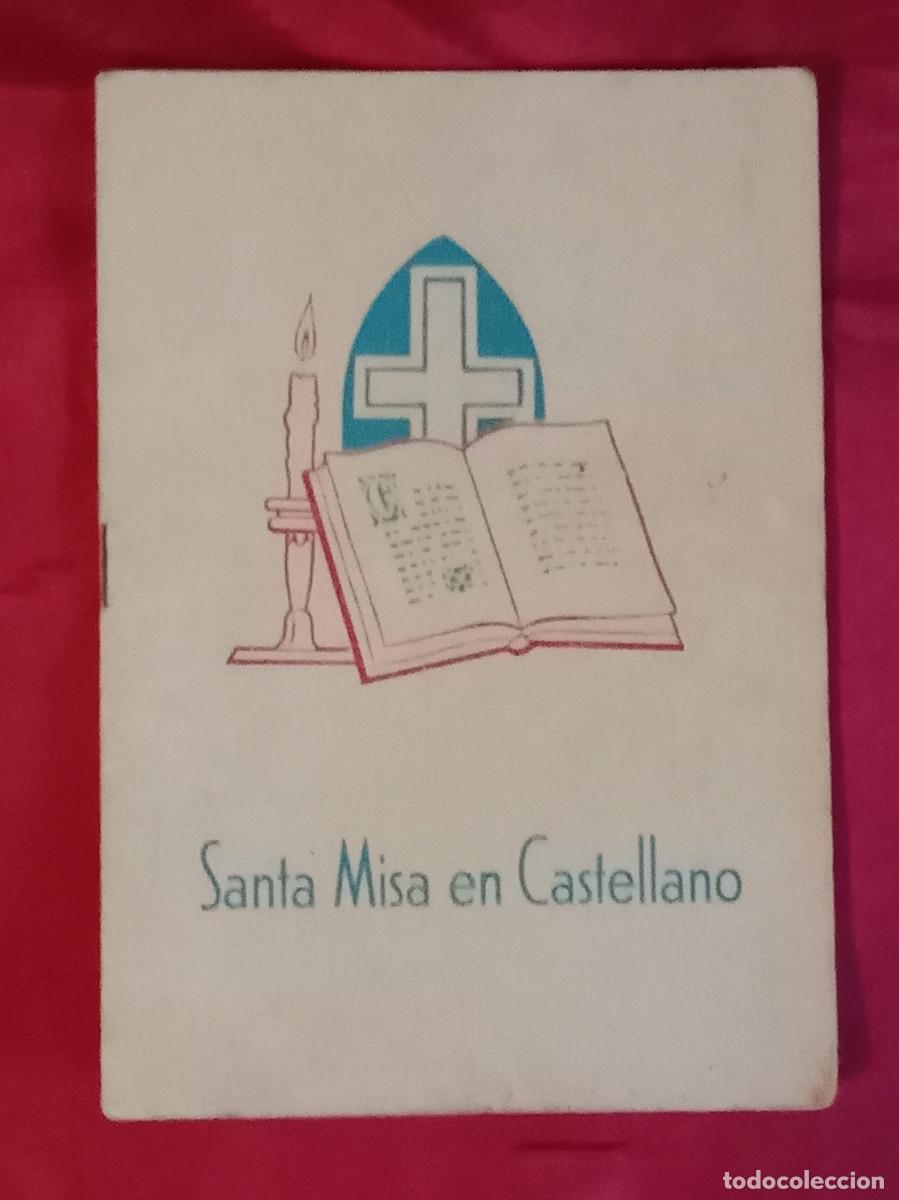 Santa Misa en Castellano
todocoleccion